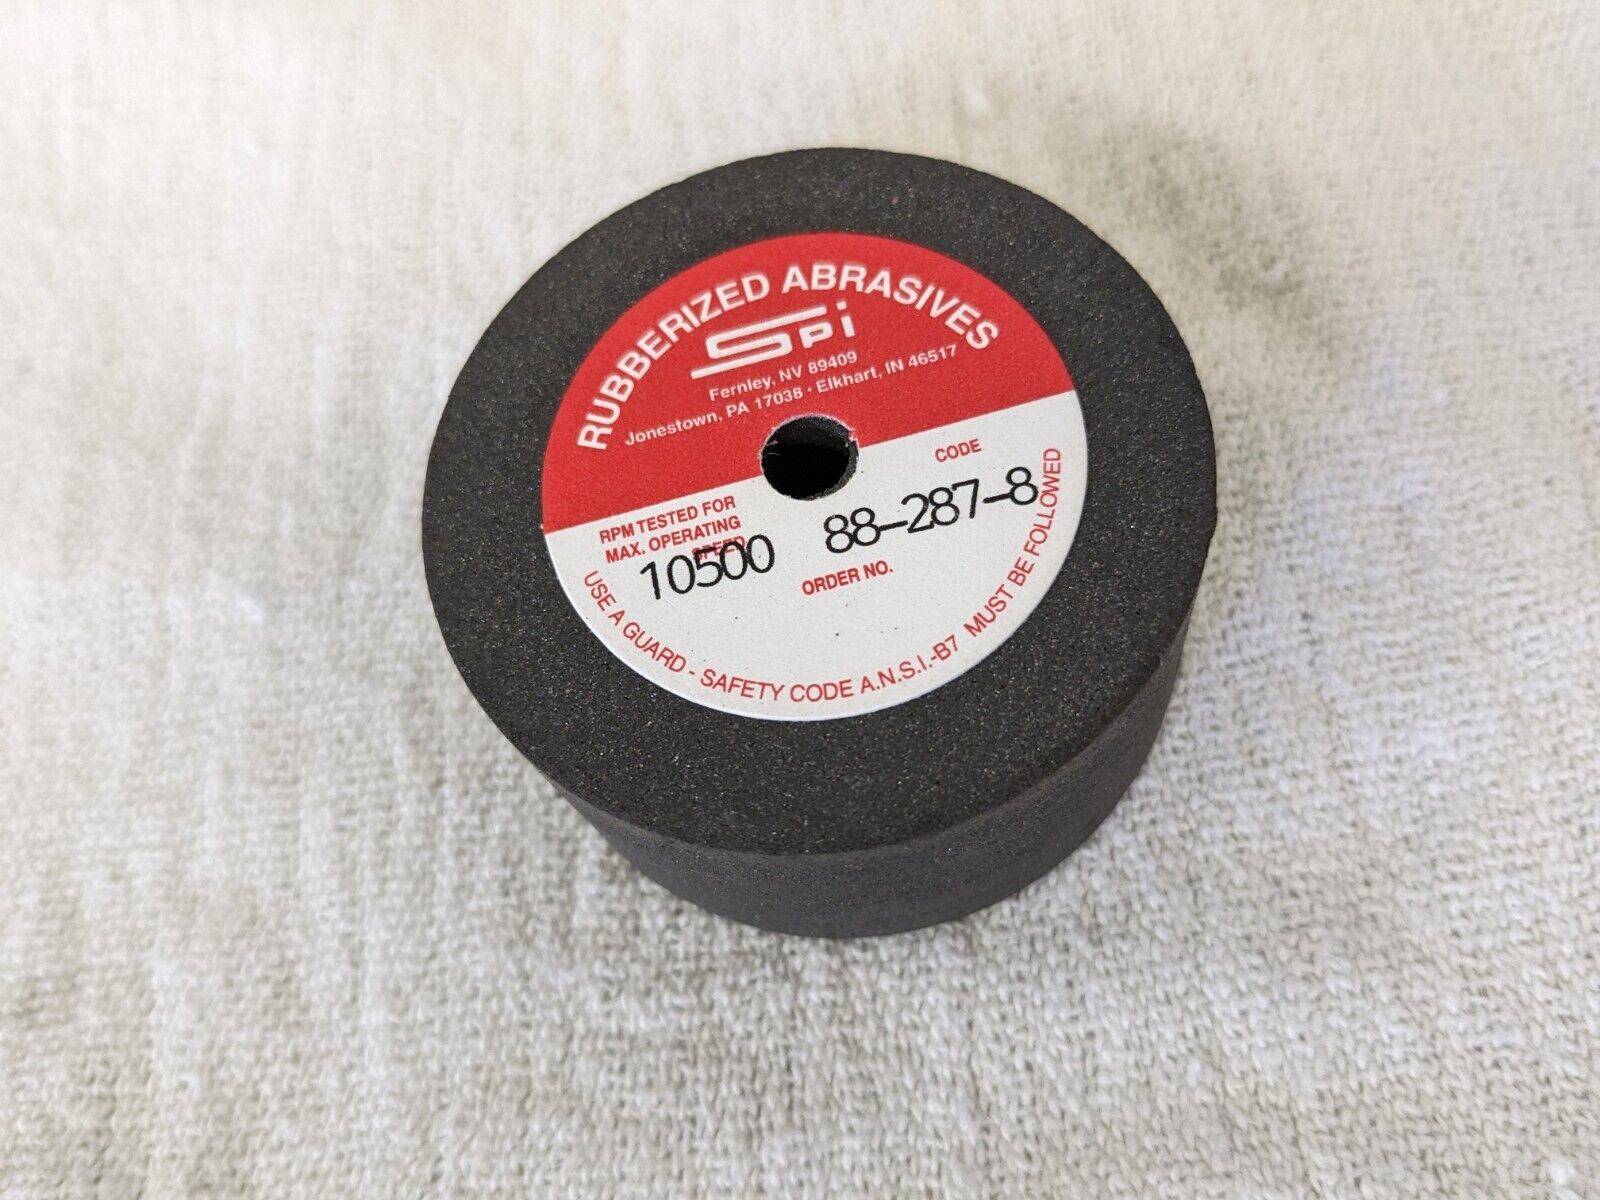 RUBBERIZED ABRASIVES
SPi
Fernley, NV 89409
Jonestown, PA 17038 · Elkhart, IN 46517
RPM TESTED FOR
MAX. OPERATING
SPEED
10500
CODE
88-287-8
ORDER NO.
USE A GUARD - SAFETY CODE A.N.S.I.-B7 MUST BE FOLLOWED